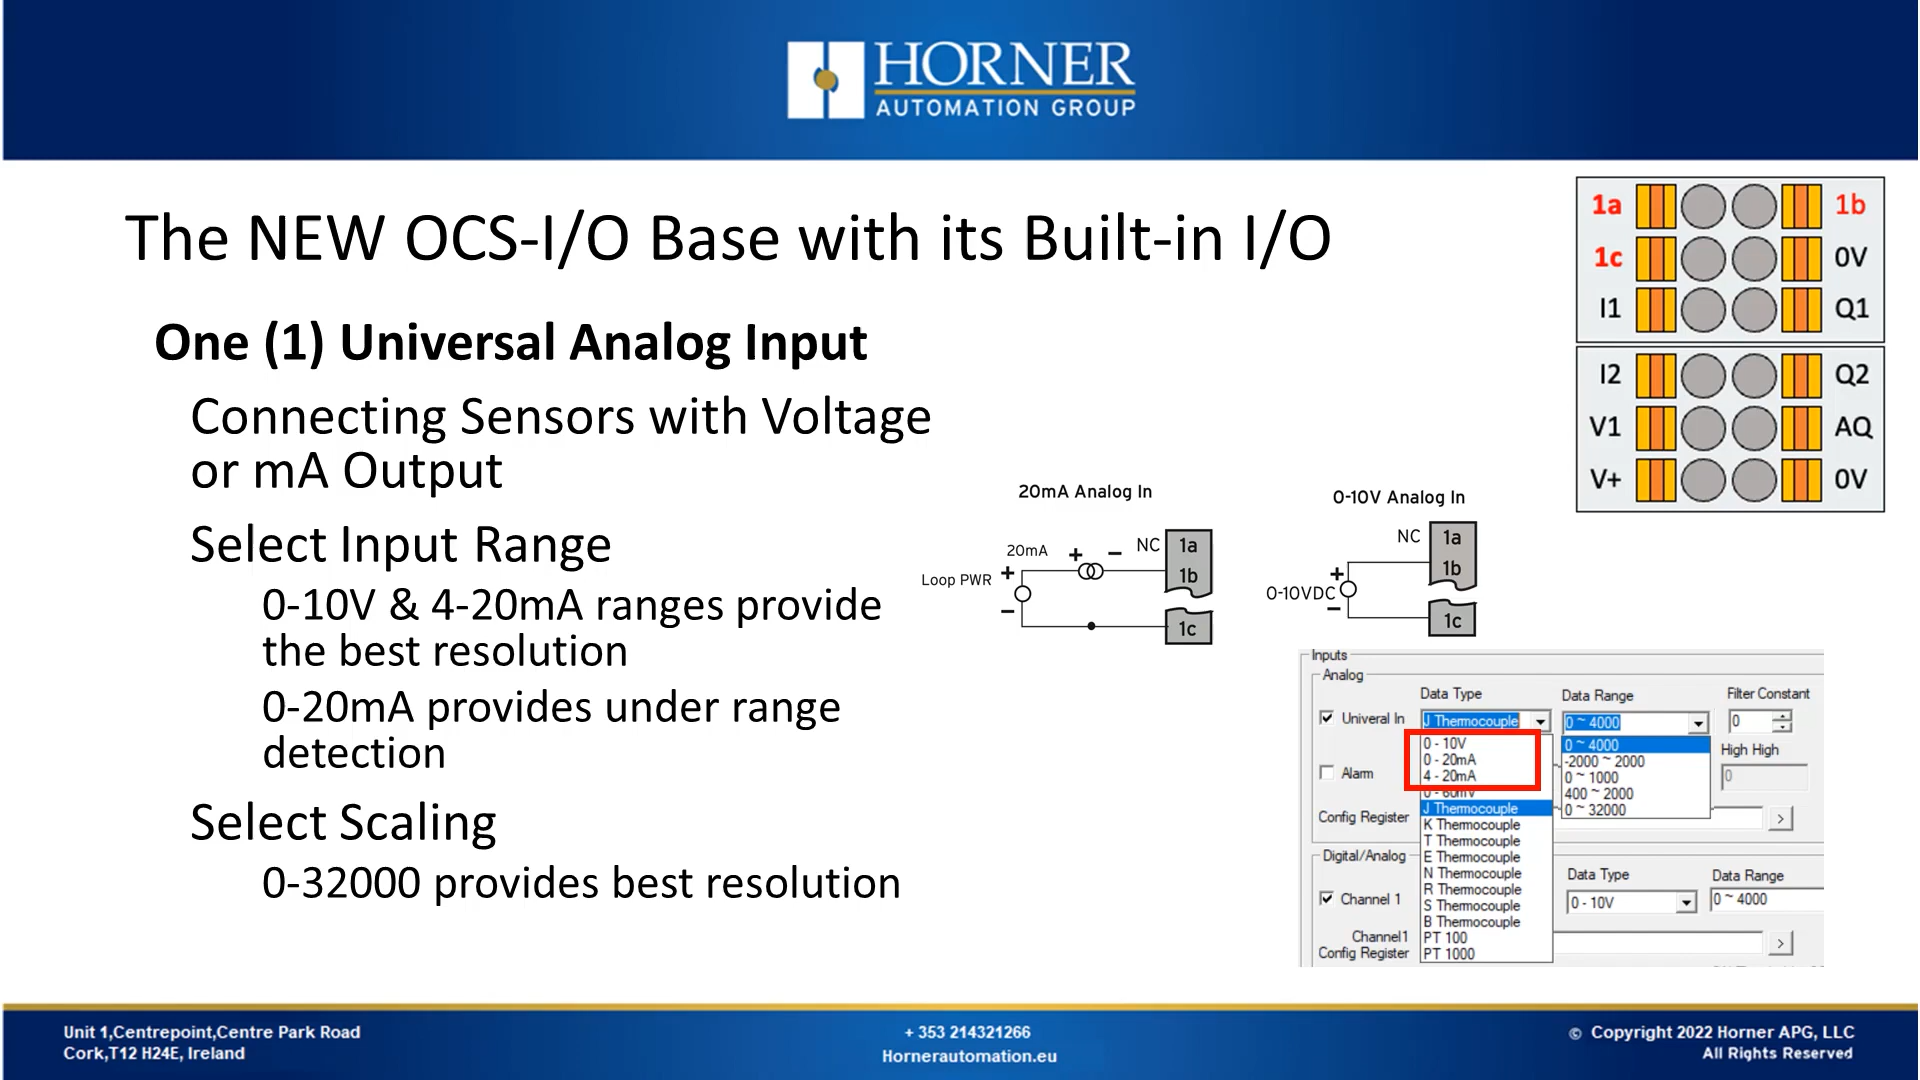 HORNER
AUTOMATION GROUP
The NEW OCS-I/O Base with its Built-in I/O
1a 1b
1c 0V
I1 Q1
I2 Q2
V1 AQ
V+ 0V
One (1) Universal Analog Input
Connecting Sensors with Voltage
or mA Output
Select Input Range
0-10V & 4-20mA ranges provide
the best resolution
0-20mA provides under range
detection
Select Scaling
0-32000 provides best resolution
20mA Analog In
20mA + − NC 1a
Loop PWR + 1b
−
1c
0-10V Analog In
NC 1a
+ 1b
0-10VDC
−
1c
Inputs
Analog
Data Type Data Range Filter Constant
Univeral In J Thermocouple 0 ~ 4000 0
0 - 10V
0 - 20mA
4 - 20mA
0 - 60mV
J Thermocouple
K Thermocouple
T Thermocouple
E Thermocouple
N Thermocouple
R Thermocouple
S Thermocouple
B Thermocouple
PT 100
PT 1000
0 ~ 4000
-2000 ~ 2000
0 ~ 1000
400 ~ 2000
0 ~ 32000
High High
0
Alarm
Config Register >
Digital/Analog
Data Type Data Range
Channel 1 0 - 10V 0 ~ 4000
Channel1
Config Register >
Unit 1,Centrepoint,Centre Park Road
Cork,T12 H24E, Ireland
+ 353 214321266
Hornerautomation.eu
© Copyright 2022 Horner APG, LLC
All Rights Reserved